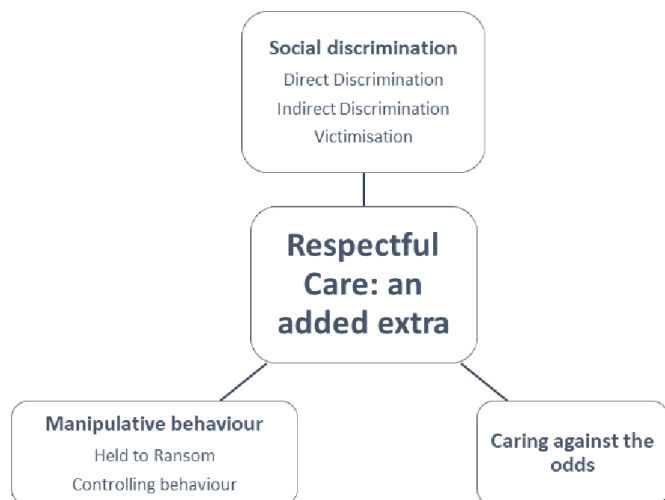 Social discrimination
Direct Discrimination
Indirect Discrimination
Victimisation
Respectful
Care: an
added extra
Manipulative behaviour
Held to Ransom
Controlling behaviour
Caring against the
odds